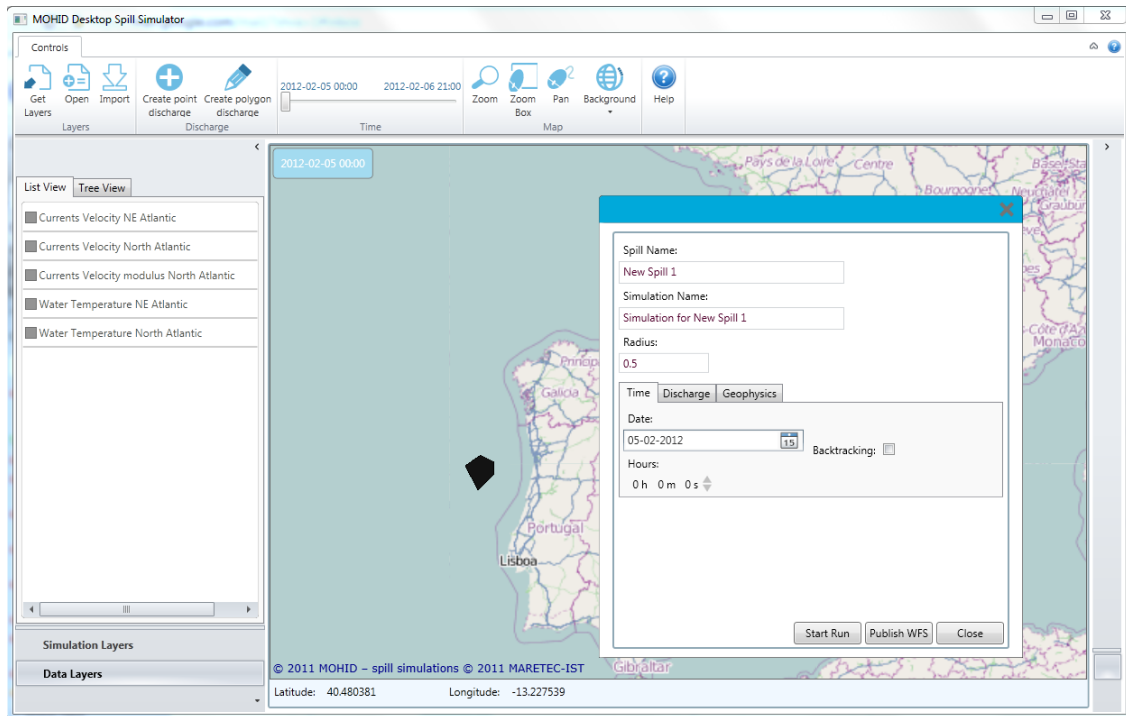 MOHID Desktop Spill Simulator
Controls
Get Layers
Open
Import
Create point discharge
Create polygon discharge
2012-02-05 00:00
2012-02-06 21:00
Zoom
Zoom Box
Pan
Background
Help
Layers
Discharge
Time
Map
List View
Tree View
Currents Velocity NE Atlantic
Currents Velocity North Atlantic
Currents Velocity modulus North Atlantic
Water Temperature NE Atlantic
Water Temperature North Atlantic
Simulation Layers
Data Layers
2012-02-05 00:00
Pays de la Loire
Centre
Bourgogne
Galicia
Portugal
Lisboa
Monaco
Gibraltar
Spill Name:
New Spill 1
Simulation Name:
Simulation for New Spill 1
Radius:
0.5
Time
Discharge
Geophysics
Date:
05-02-2012
15
Backtracking:
Hours:
0 h 0 m 0 s
Start Run
Publish WFS
Close
© 2011 MOHID – spill simulations © 2011 MARETEC-IST
Latitude: 40.480381
Longitude: -13.227539